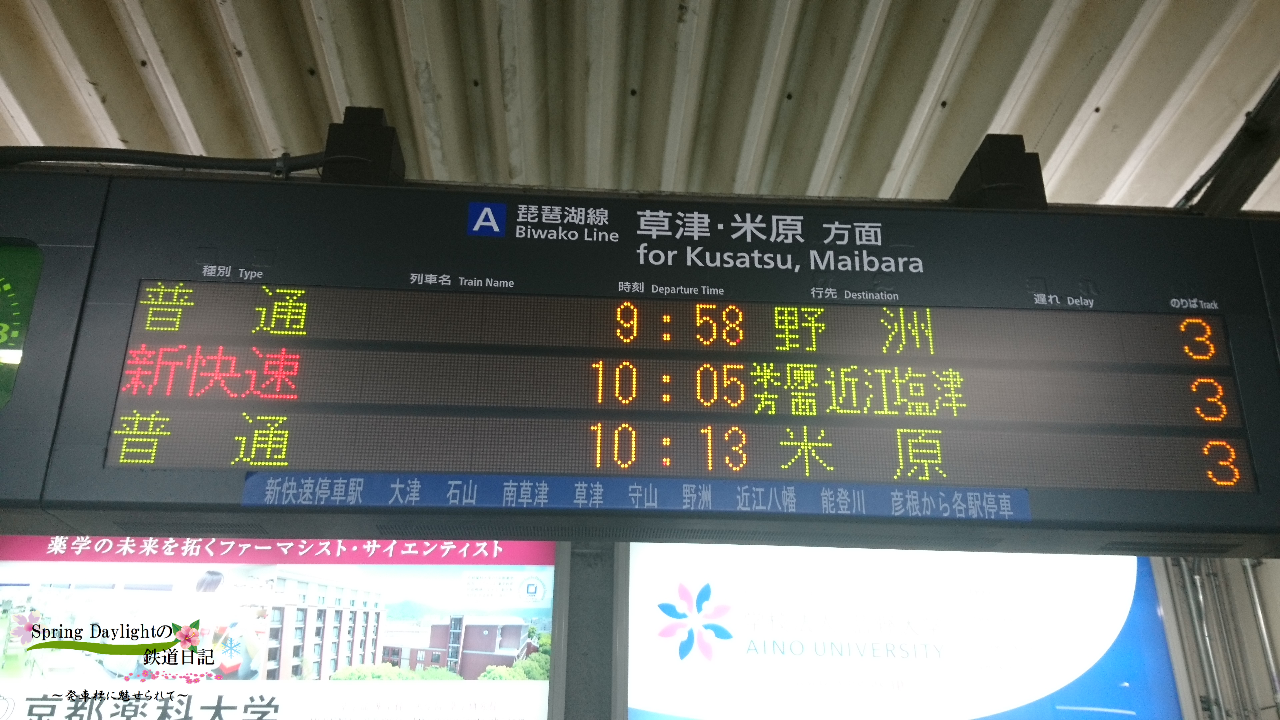 A 琵琶湖線 草津・米原 方面
Biwako Line for Kusatsu, Maibara
種別 Type 列車名 Train Name 時刻 Departure Time 行先 Destination 遅れ Delay のりば Track
普通 9:58 野洲 3
新快速 10:05 米原方面 近江塩津 3
普通 10:13 米原 3
新快速停車駅 大津 石山 南草津 草津 守山 野洲 近江八幡 能登川 彦根から各駅停車
薬学の未来を拓くファーマシスト・サイエンティスト
AINO UNIVERSITY
Spring Daylightの
鉄道日記
京都薬科大学